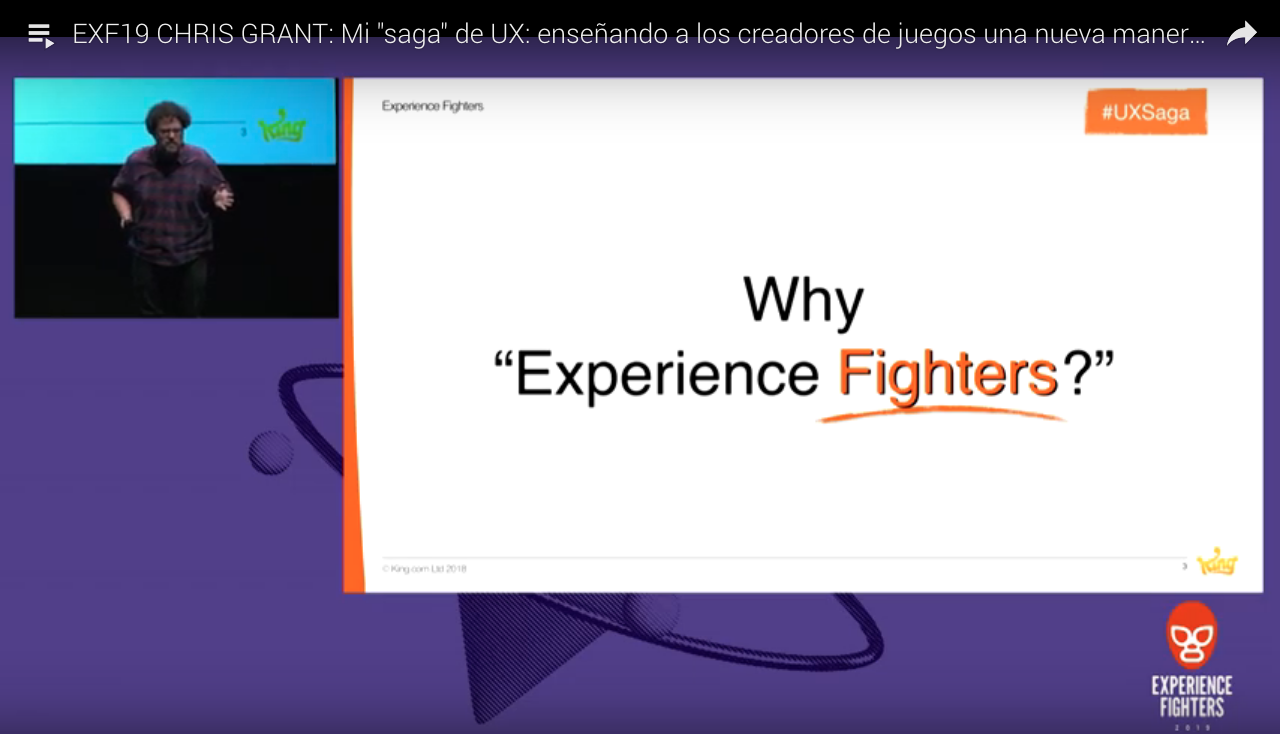 EXF19 CHRIS GRANT: Mi "saga" de UX: enseñando a los creadores de juegos una nueva maner...
3
King
Experience Fighters
#UXSaga
Why
“Experience Fighters?”
© King.com Ltd 2018
3
King
EXPERIENCE
FIGHTERS
2019